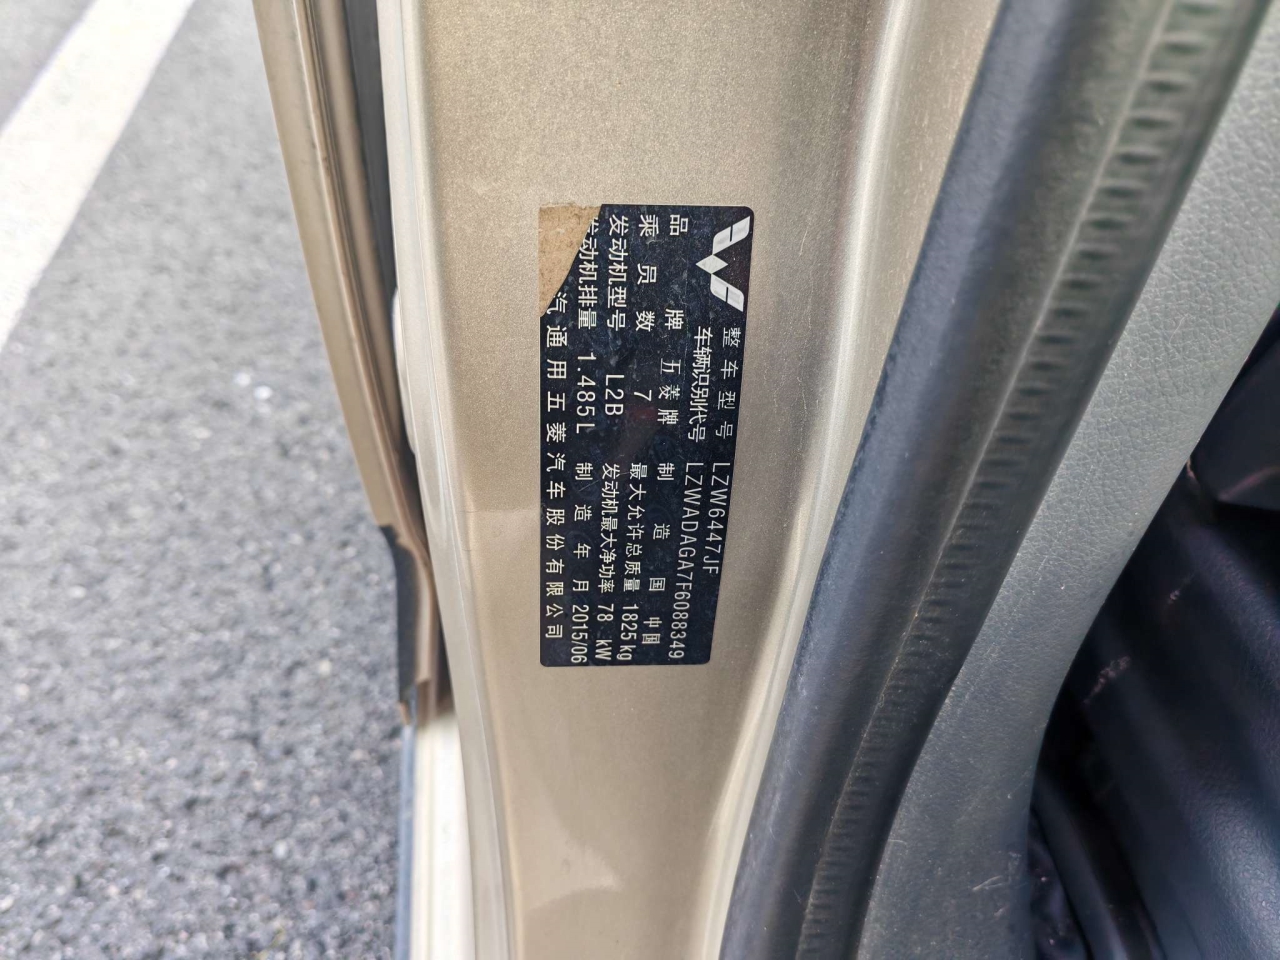 整车型号 LZW6447JF
车辆识别代号 LZWADAGA7F6088349
品牌 五菱牌 制造国 中国
乘员数 7 最大允许总质量 1825kg
发动机型号 L2B 发动机最大净功率 78 kW
发动机排量 1.485L 制造年月 2015/06
汽通用五菱汽车股份有限公司